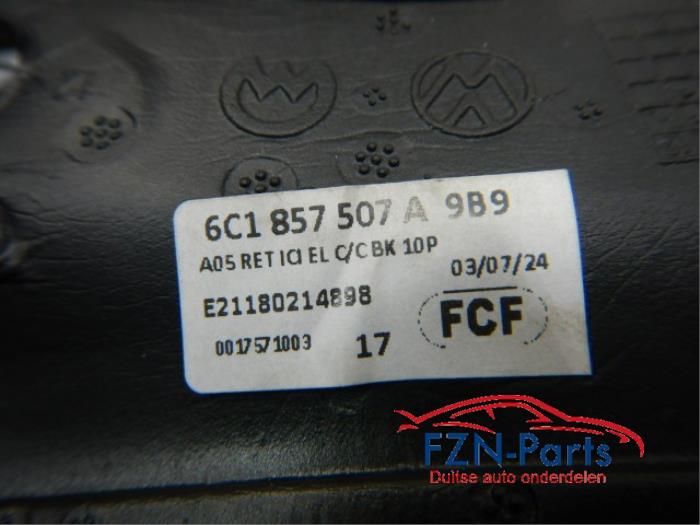 6C1 857 507 A 9B9
A05 RET ICI EL C/C BK 10P
03/07/24
E21180214898
FCF
0017571003 17
FZN-Parts
Duitse auto onderdelen